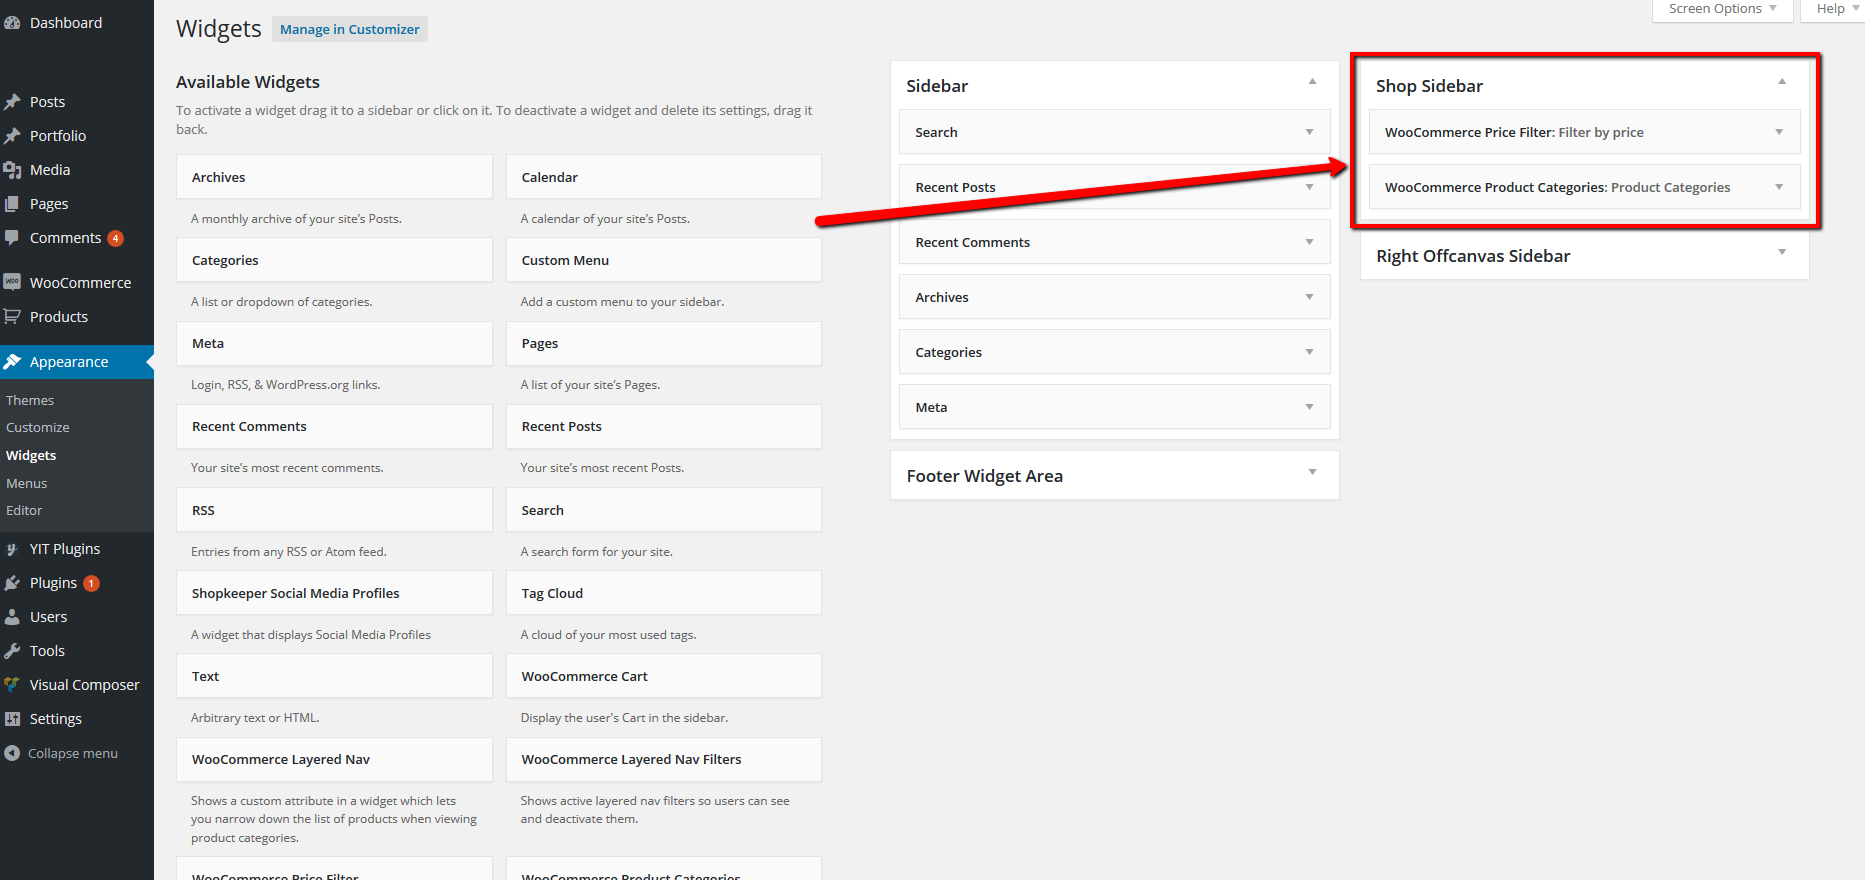 Dashboard
Posts
Portfolio
Media
Pages
Comments 4
WooCommerce
Products
Appearance
Themes
Customize
Widgets
Menus
Editor
YIT Plugins
Plugins 1
Users
Tools
Visual Composer
Settings
Collapse menu
Screen Options
Help
Widgets
Manage in Customizer
Available Widgets
To activate a widget drag it to a sidebar or click on it. To deactivate a widget and delete its settings, drag it
back.
Archives
A monthly archive of your site's Posts.
Calendar
A calendar of your site's Posts.
Categories
A list or dropdown of categories.
Custom Menu
Add a custom menu to your sidebar.
Meta
Login, RSS, & WordPress.org links.
Pages
A list of your site's Pages.
Recent Comments
Your site's most recent comments.
Recent Posts
Your site's most recent Posts.
RSS
Entries from any RSS or Atom feed.
Search
A search form for your site.
Shopkeeper Social Media Profiles
A widget that displays Social Media Profiles
Tag Cloud
A cloud of your most used tags.
Text
Arbitrary text or HTML.
WooCommerce Cart
Display the user's Cart in the sidebar.
WooCommerce Layered Nav
Shows a custom attribute in a widget which lets
you narrow down the list of products when viewing
product categories.
WooCommerce Layered Nav Filters
Shows active layered nav filters so users can see
and deactivate them.
WooCommerce Price Filter
WooCommerce Product Categories
Sidebar
Search
Recent Posts
Recent Comments
Archives
Categories
Meta
Footer Widget Area
Shop Sidebar
WooCommerce Price Filter: Filter by price
WooCommerce Product Categories: Product Categories
Right Offcanvas Sidebar